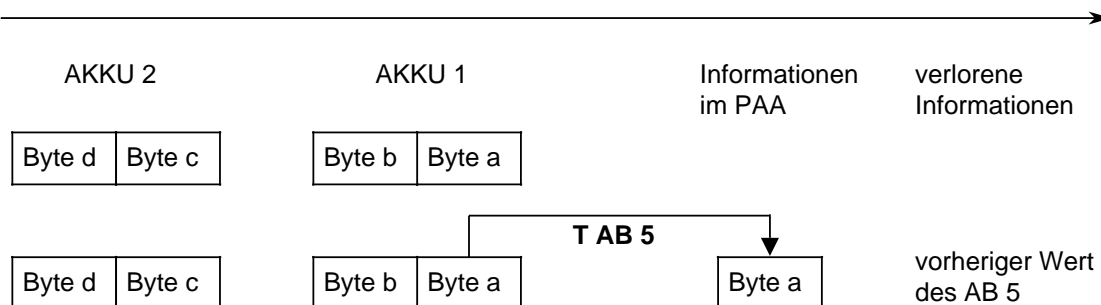 AKKU 2 AKKU 1 Informationen verlorene
im PAA Informationen
Byte d Byte c Byte b Byte a
T AB 5
Byte d Byte c Byte b Byte a Byte a vorheriger Wert
des AB 5